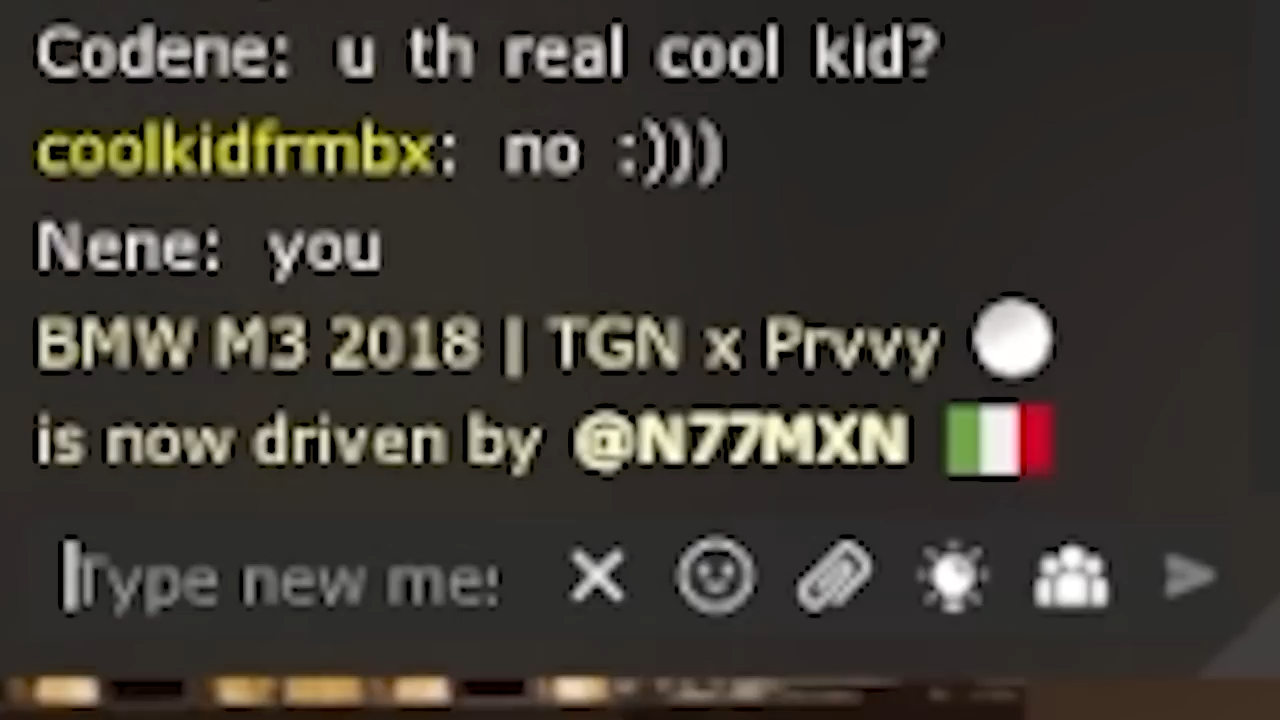 Codene: u th real cool kid?
coolkidfrmbx: no :)))
Nene: you
BMW M3 2018 | TGN x Prvvy
is now driven by @N77MXN
Type new me: